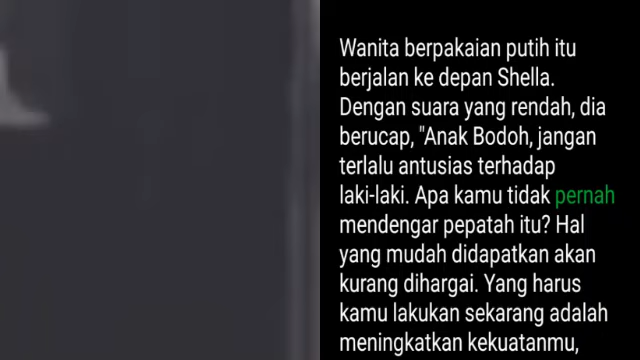 Wanita berpakaian putih itu
berjalan ke depan Shella.
Dengan suara yang rendah, dia
berucap, "Anak Bodoh, jangan
terlalu antusias terhadap
laki-laki. Apa kamu tidak pernah
mendengar pepatah itu? Hal
yang mudah didapatkan akan
kurang dihargai. Yang harus
kamu lakukan sekarang adalah
meningkatkan kekuatanmu,